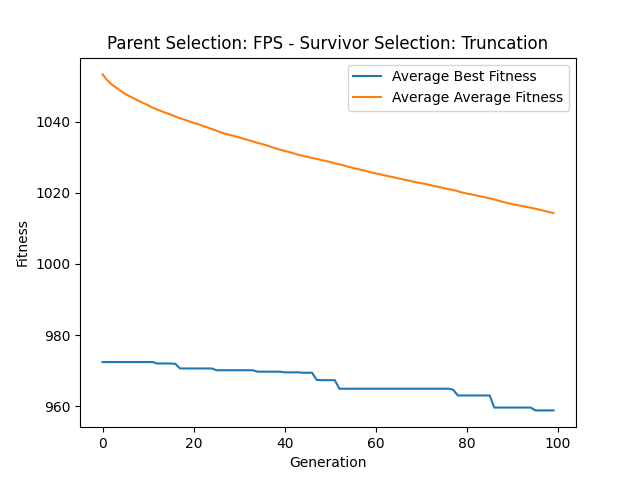 Parent Selection: FPS - Survivor Selection: Truncation
Average Best Fitness
Average Average Fitness
Fitness
1040
1020
1000
980
960
0 20 40 60 80 100
Generation